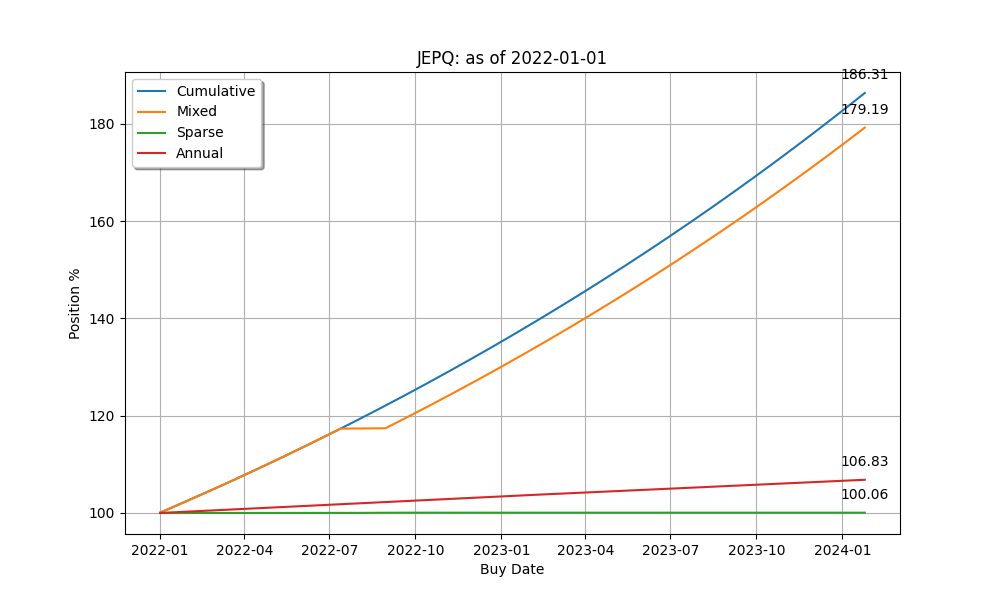 JEPQ: as of 2022-01-01
186.31
Cumulative
Mixed
Sparse
Annual
179.19
180
160
140
120
106.83
100.06
100
Position %
2022-01 2022-04 2022-07 2022-10 2023-01 2023-04 2023-07 2023-10 2024-01
Buy Date